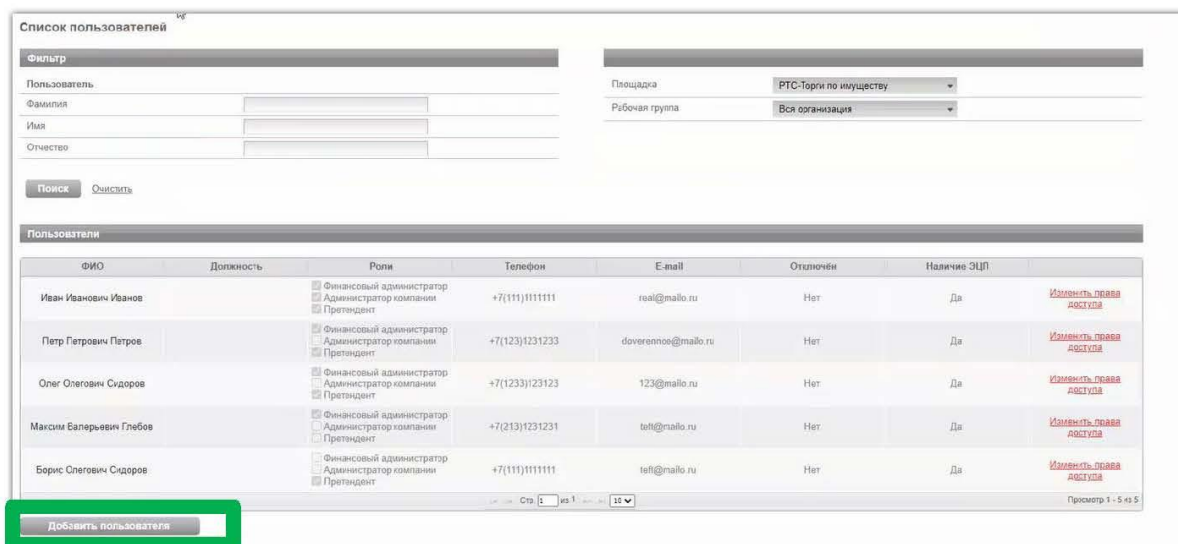 Список пользователей
Фильтр
Пользователь
Фамилия
Имя
Отчество
Площадка РТС-Торги по имуществу
Рабочая группа Вся организация
Поиск Очистить
Пользователи
ФИО Должность Роли Телефон E-mail Отключён Наличие ЭЦП
Финансовый администратор
Иван Иванович Иванов Администратор компании +7(111)1111111 real@mailo.ru Нет Да Изменить права доступа
Претендент
Финансовый администратор
Петр Петрович Петров Администратор компании +7(123)1231233 doverennoe@mailo.ru Нет Да Изменить права доступа
Претендент
Финансовый администратор
Олег Олегович Сидоров Администратор компании +7(1233)123123 123@mailo.ru Нет Да Изменить права доступа
Претендент
Финансовый администратор
Максим Валерьевич Глебов Администратор компании +7(213)1231231 teft@mailo.ru Нет Да Изменить права доступа
Претендент
Финансовый администратор
Борис Олегович Сидоров Администратор компании +7(111)1111111 teft@mailo.ru Нет Да Изменить права доступа
Претендент
Стр. 1 из 1 10 Просмотр 1 - 5 из 5
Добавить пользователя